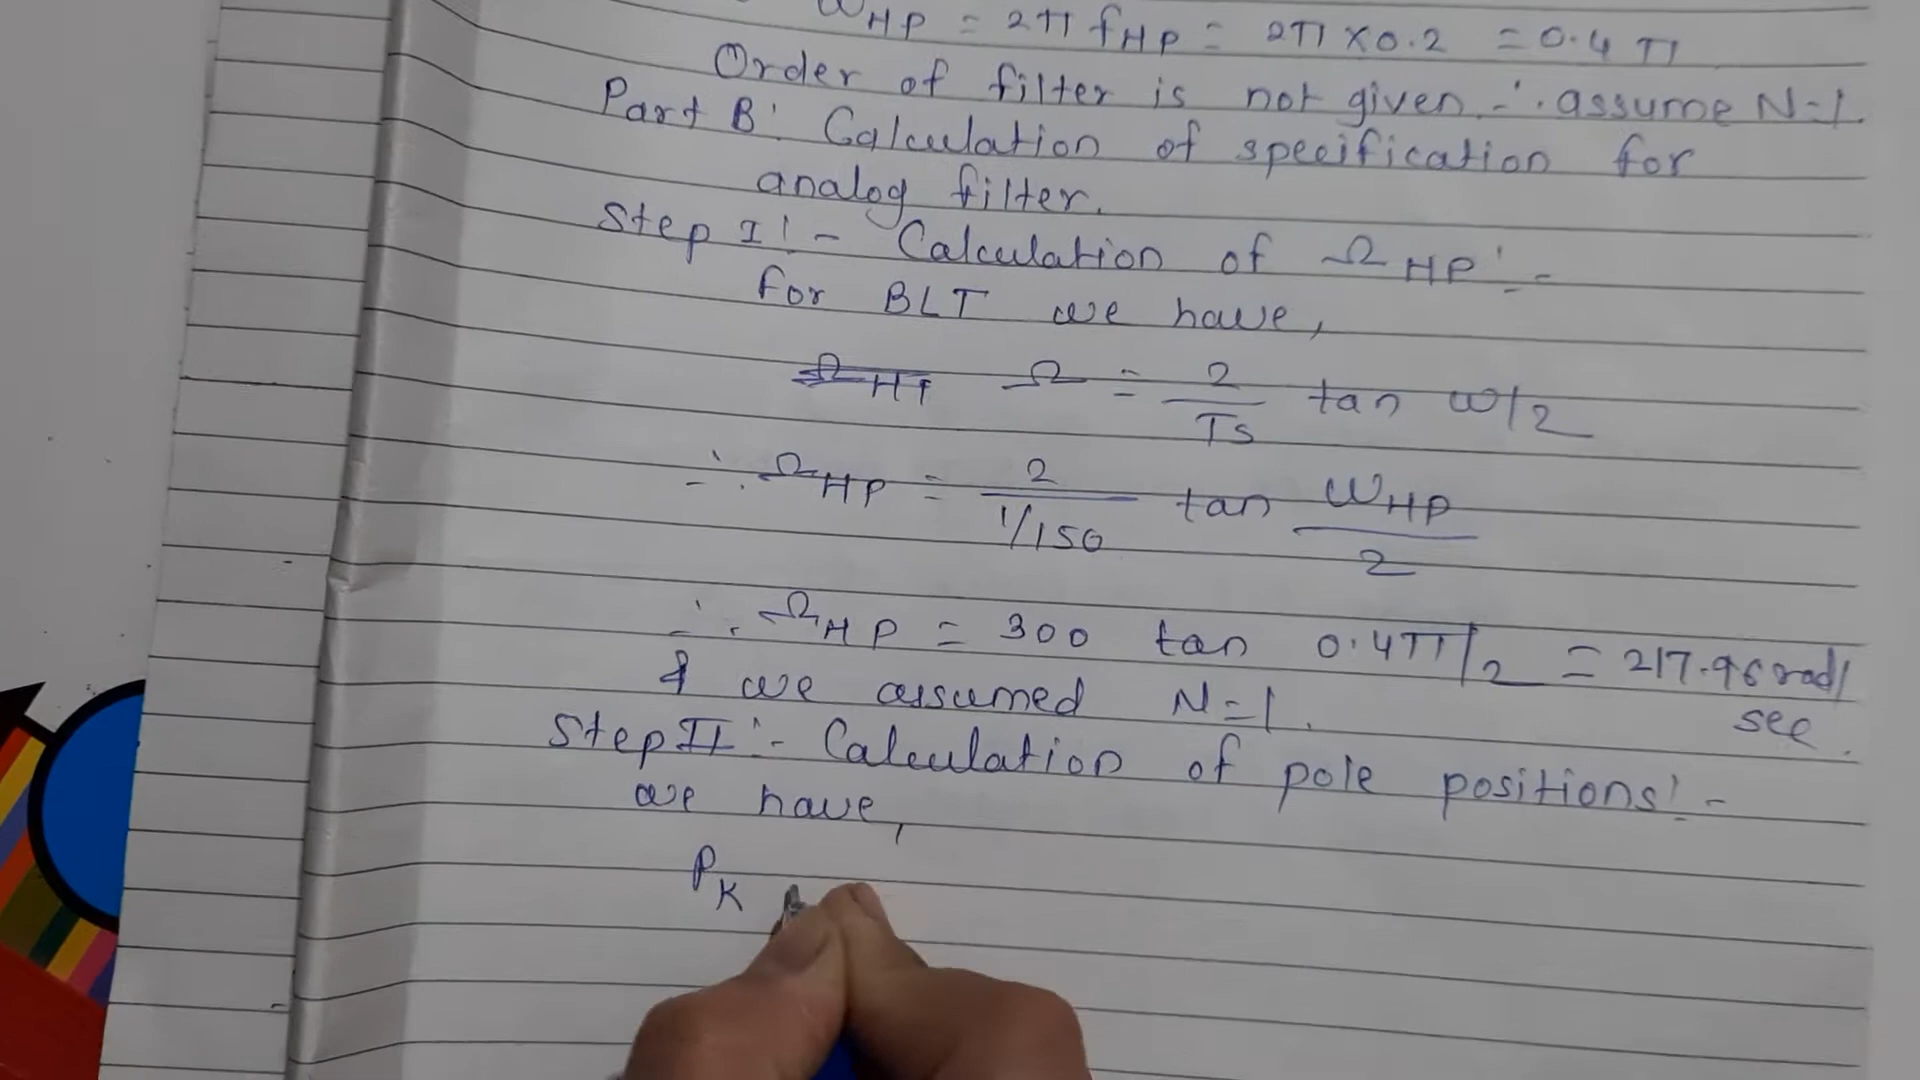 ωHP = 2π fHP = 2π × 0.2 = 0.4 π
Order of filter is not given ∴ assume N=1.
Part B: Calculation of specification for
analog filter.
Step I :- Calculation of ΩHP :-
for BLT we have,
Ω = 2/Ts tan ω/2
∴ ΩHP = 2/(1/150) tan ωHP/2
∴ ΩHP = 300 tan 0.4π/2 = 217.96 rad/
sec.
& we assumed N=1.
Step II :- Calculation of pole positions :-
we have,
PK